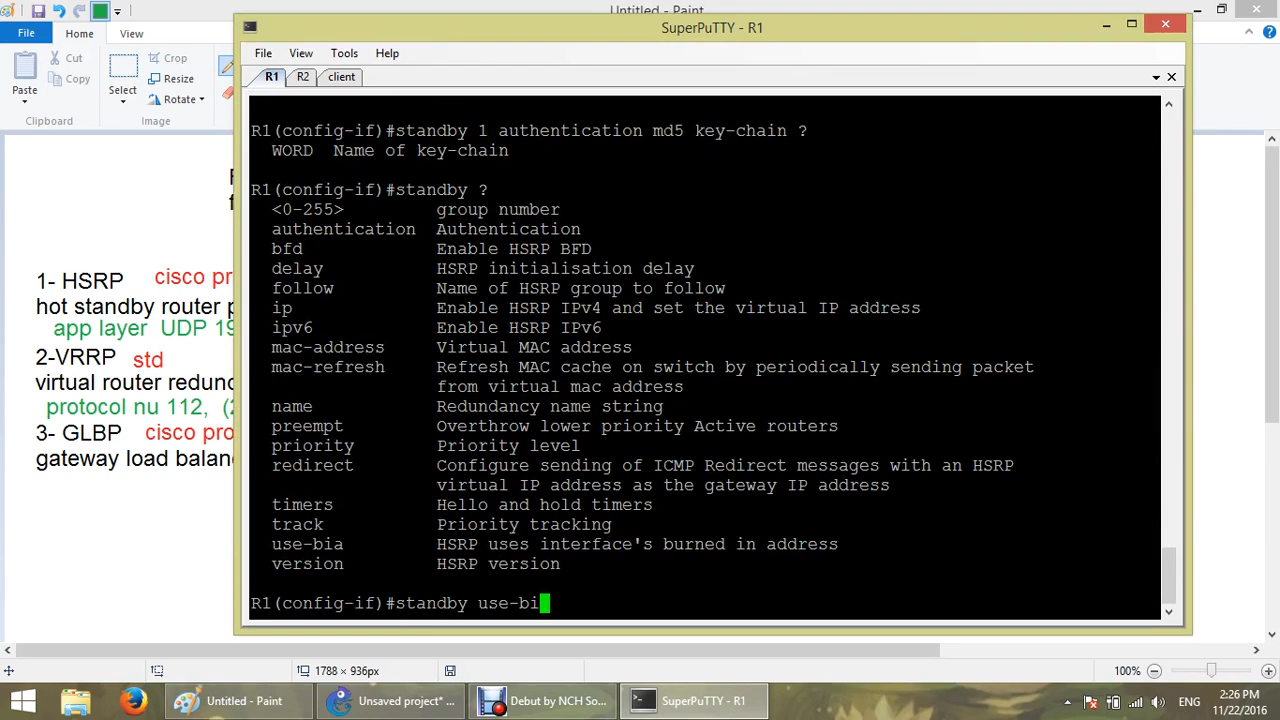 Untitled - Paint
SuperPuTTY - R1
File
Home
View
Cut
Copy
Paste
Clipboard
Select
Crop
Resize
Rotate
Image
File View Tools Help
R1 R2 client
R1(config-if)#standby 1 authentication md5 key-chain ?
WORD Name of key-chain
R1(config-if)#standby ?
<0-255> group number
authentication Authentication
bfd Enable HSRP BFD
delay HSRP initialisation delay
follow Name of HSRP group to follow
ip Enable HSRP IPv4 and set the virtual IP address
ipv6 Enable HSRP IPv6
mac-address Virtual MAC address
mac-refresh Refresh MAC cache on switch by periodically sending packet
from virtual mac address
name Redundancy name string
preempt Overthrow lower priority Active routers
priority Priority level
redirect Configure sending of ICMP Redirect messages with an HSRP
virtual IP address as the gateway IP address
timers Hello and hold timers
track Priority tracking
use-bia HSRP uses interface's burned in address
version HSRP version
R1(config-if)#standby use-bi
1- HSRP cisco pr
hot standby router p
app layer UDP 19
2-VRRP std
virtual router redun
protocol nu 112, (2
3- GLBP cisco pro
gateway load balan
1788 × 936px
100%
Untitled - Paint
Unsaved project* ...
Debut by NCH So...
SuperPuTTY - R1
ENG
2:26 PM
11/22/2016